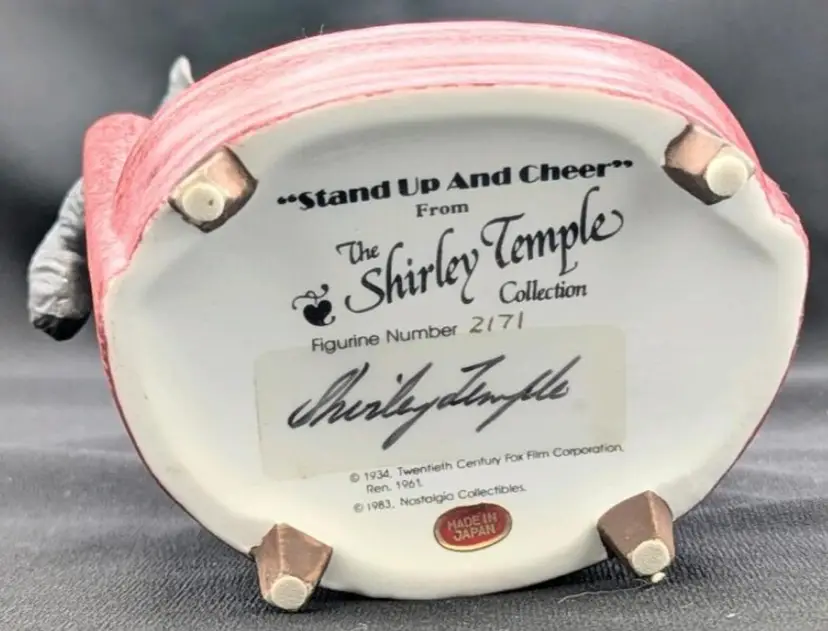 “Stand Up And Cheer”
From
The
Shirley Temple
Collection
Figurine Number 2171
Shirley Temple
© 1934, Twentieth Century Fox Film Corporation,
Ren. 1961.
© 1983, Nostalgia Collectibles.
MADE IN
JAPAN